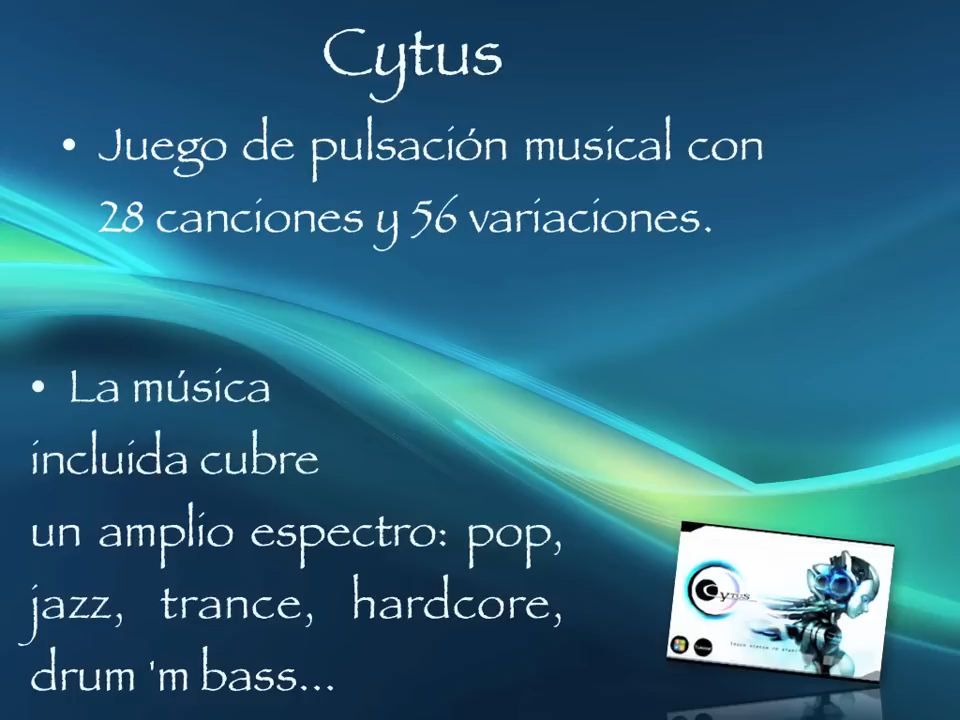 Cytus
• Juego de pulsación musical con
28 canciones y 56 variaciones.
• La música
incluida cubre
un amplio espectro: pop,
jazz, trance, hardcore,
drum 'm bass...
CYTUS